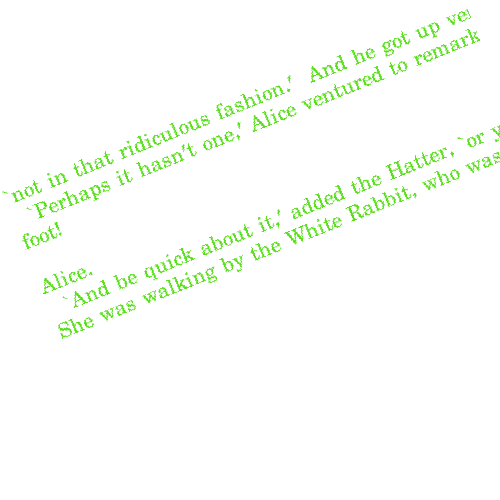 `not in that ridiculous fashion.' And he got up
`Perhaps it hasn't one,' Alice ventured to remark
foot!
Alice.
`And be quick about it,' added the Hatter, `or
She was walking by the White Rabbit, who was